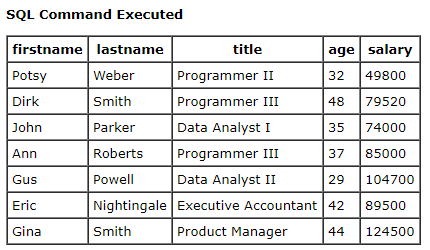 SQL Command Executed
firstname lastname title age salary
Potsy Weber Programmer II 32 49800
Dirk Smith Programmer III 48 79520
John Parker Data Analyst I 35 74000
Ann Roberts Programmer III 37 85000
Gus Powell Data Analyst II 29 104700
Eric Nightingale Executive Accountant 42 89500
Gina Smith Product Manager 44 124500